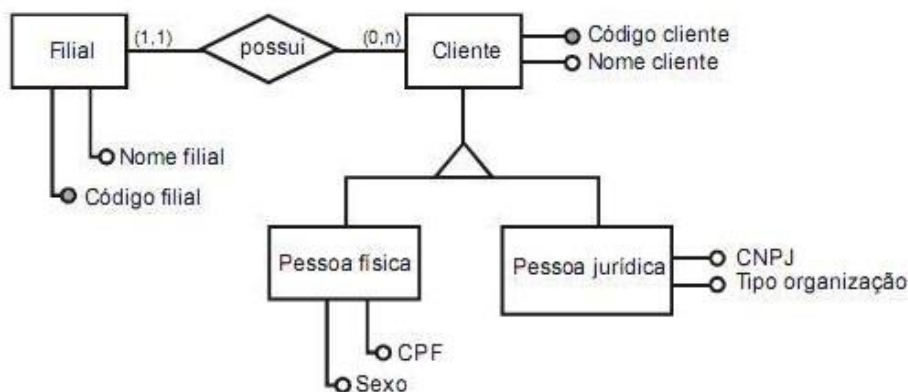 Filial
(1,1)
possui
(0,n)
Cliente
Código cliente
Nome cliente
Nome filial
Código filial
Pessoa física
Pessoa jurídica
CNPJ
Tipo organização
CPF
Sexo